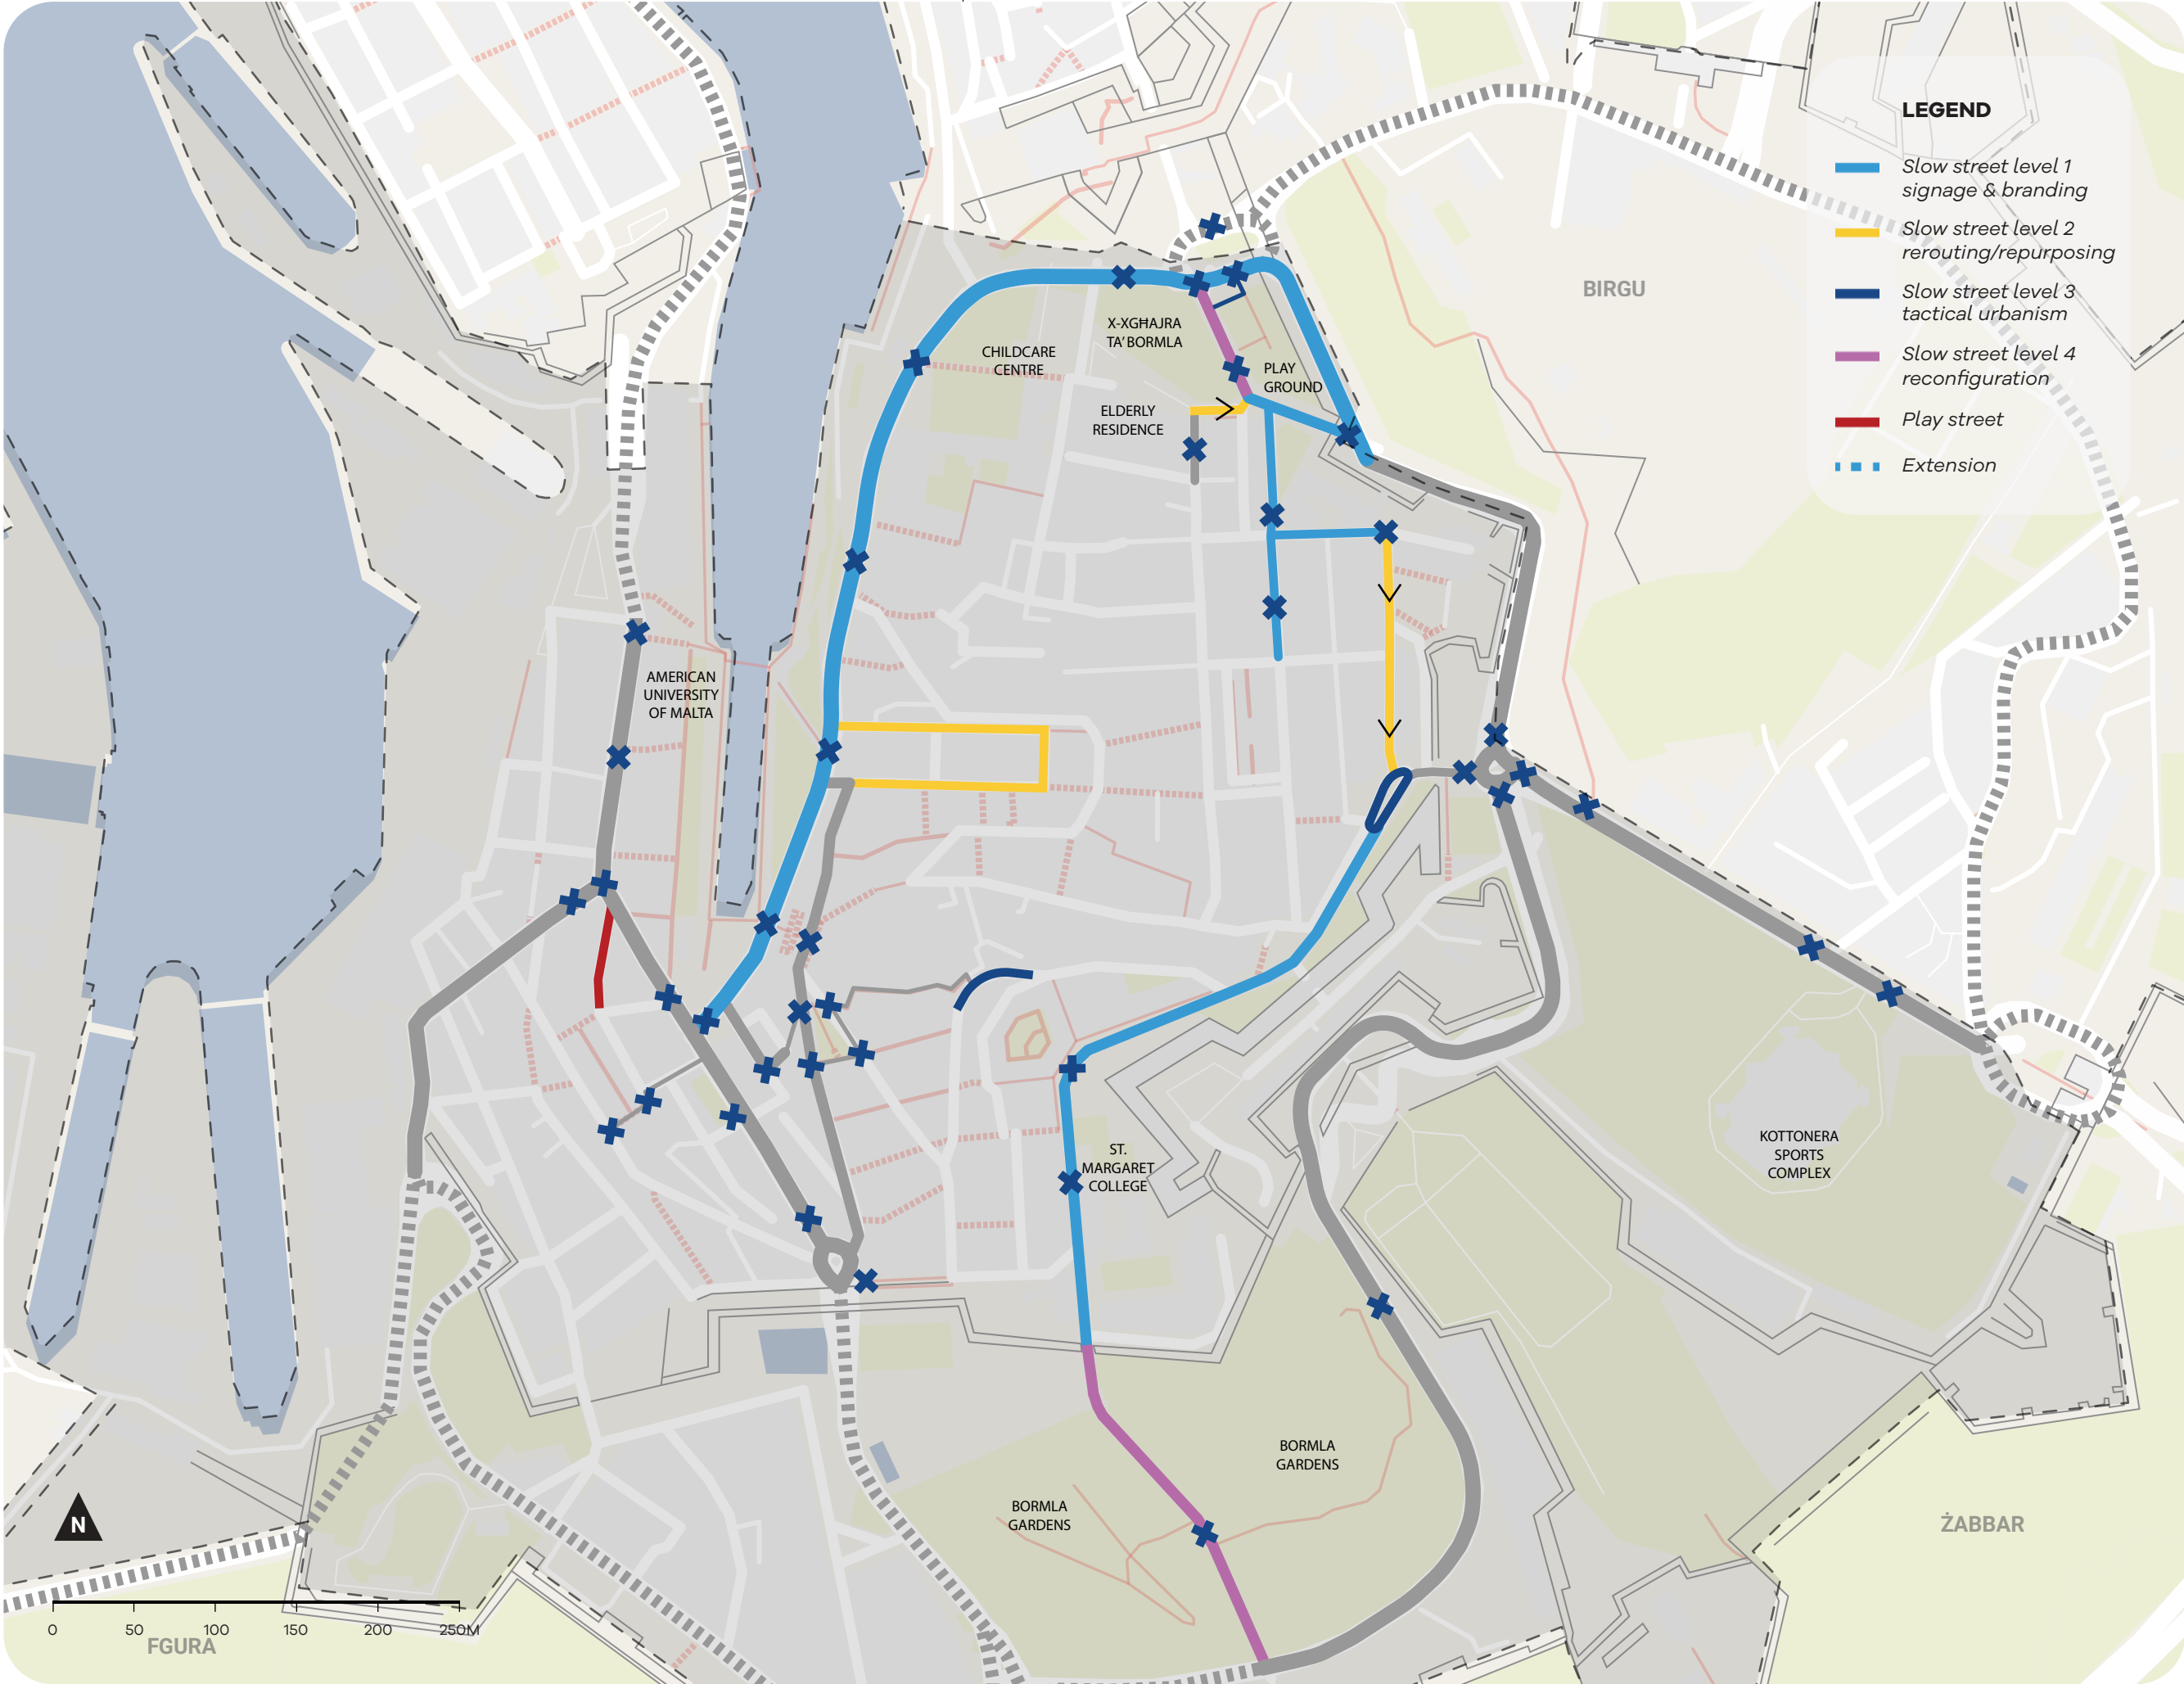 LEGEND
Slow street level 1
signage & branding
Slow street level 2
rerouting/repurposing
Slow street level 3
tactical urbanism
Slow street level 4
reconfiguration
Play street
Extension
BIRGU
X-XGĦAJRA
TA' BORMLA
CHILDCARE
CENTRE
PLAY
GROUND
ELDERLY
RESIDENCE
AMERICAN
UNIVERSITY
OF MALTA
ST.
MARGARET
COLLEGE
KOTTONERA
SPORTS
COMPLEX
BORMLA
GARDENS
BORMLA
GARDENS
ŻABBAR
N
0 50 100 150 200 250M
FGURA